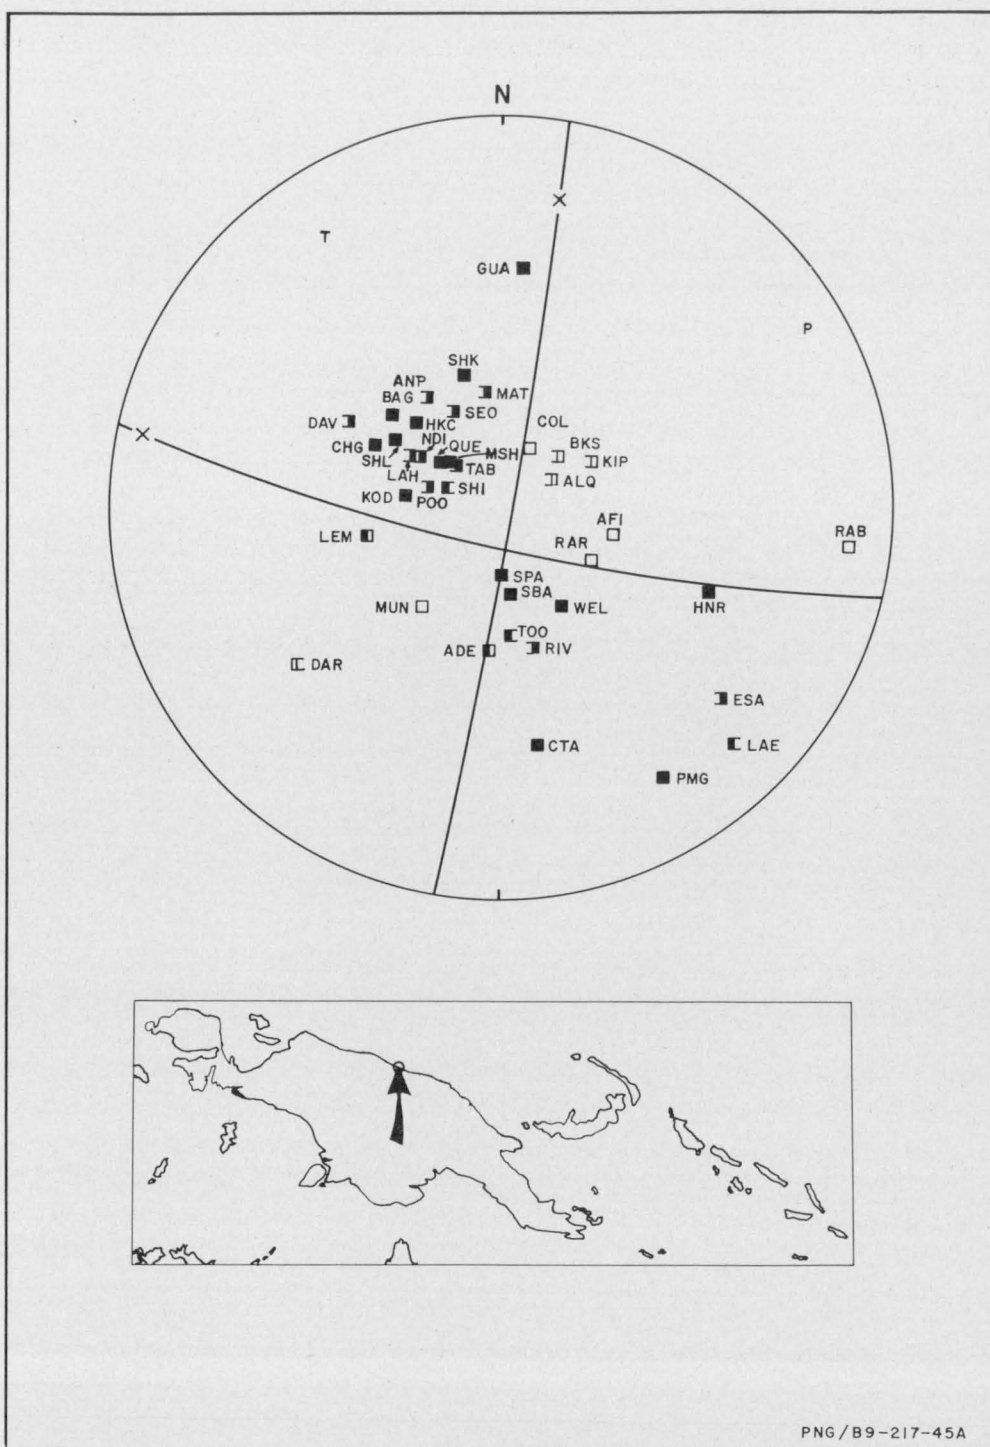 N
T
GUA
P
SHK
ANP
MAT
BAG
SEO
DAV
HKC
COL
CHG
NDI
QUE
MSH
BKS
SHL
KIP
LAH
TAB
ALQ
KOD
POO
SHI
LEM
AFI
RAR
RAB
SPA
SBA
MUN
WEL
HNR
TOO
ADE
RIV
DAR
ESA
CTA
LAE
PMG
PNG/B9-217-45A